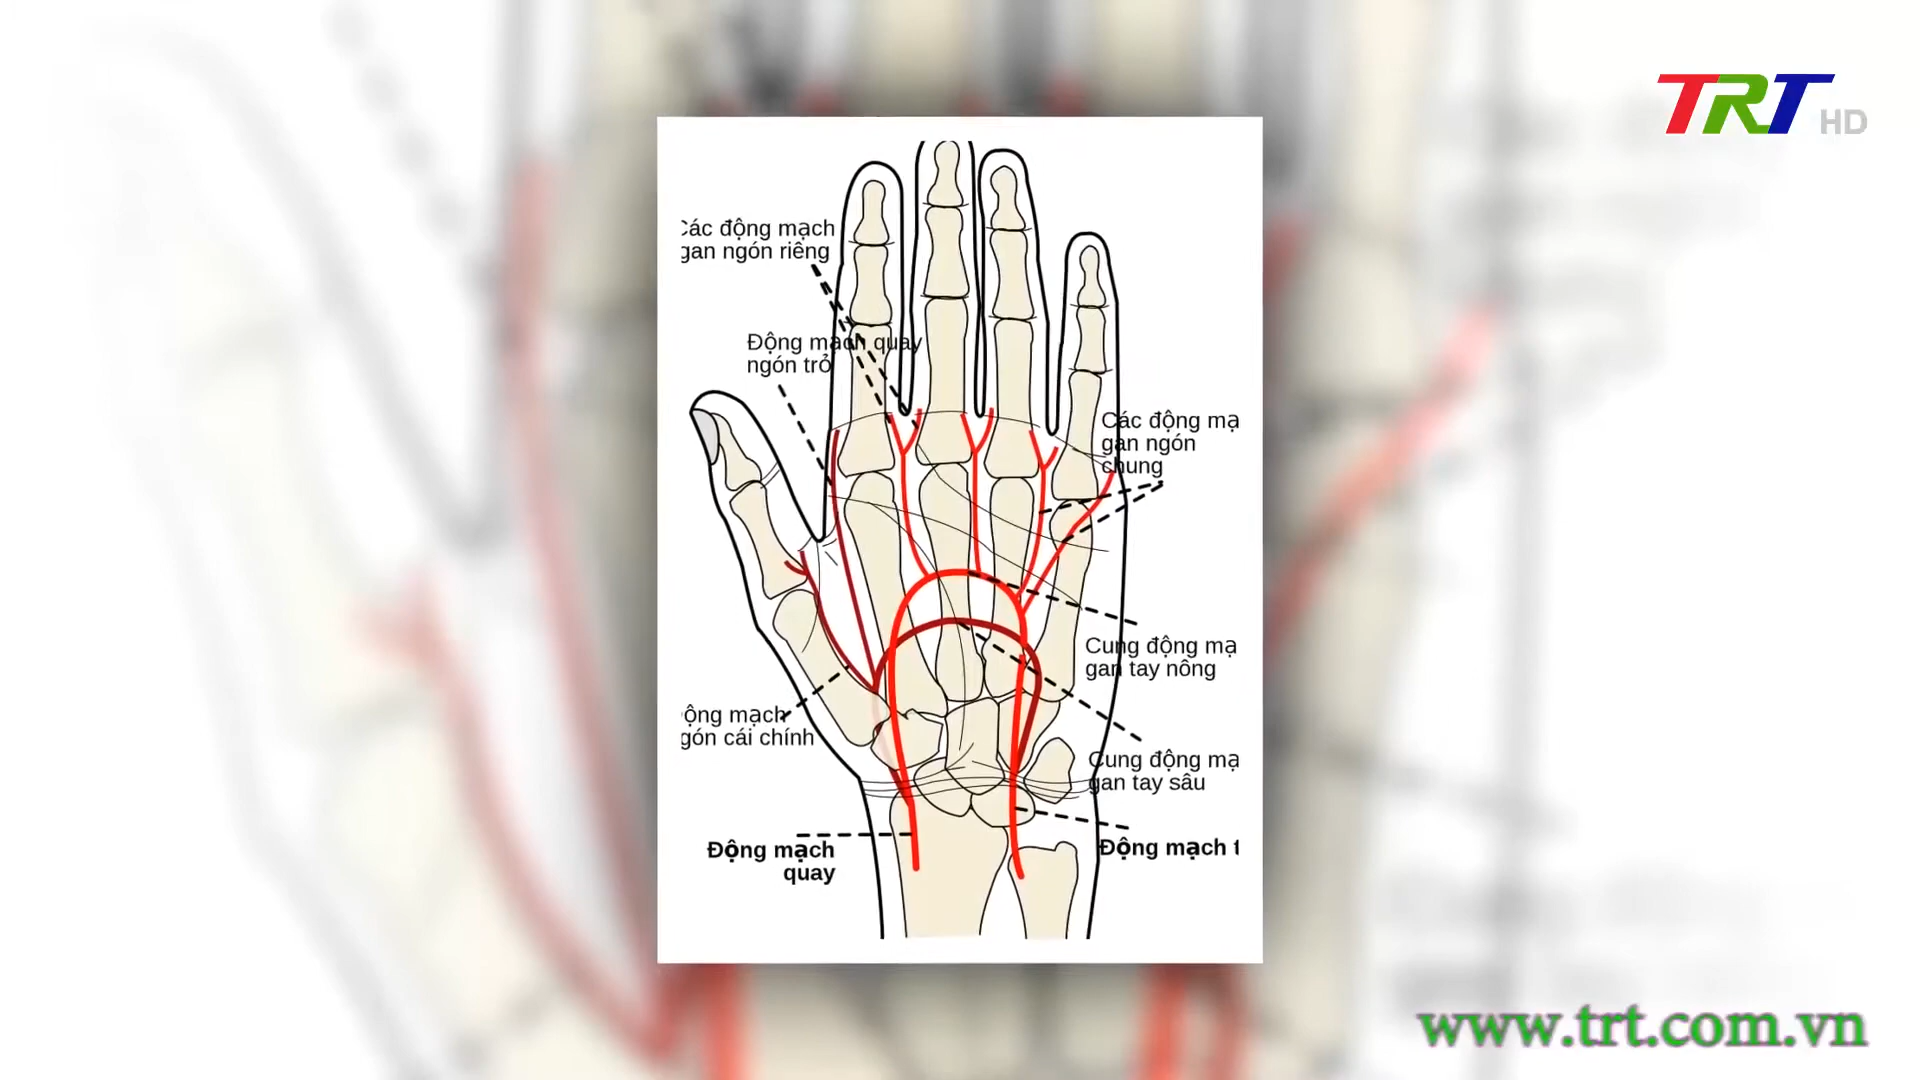 TRT HD
Các động mạch
gan ngón riêng
Động mạch quay
ngón trỏ
Các động mạ
gan ngón
chung
Cung động mạ
gan tay nông
ộng mạch
gón cái chính
Cung động mạ
gan tay sâu
Động mạch
quay
Động mạch t
www.trt.com.vn